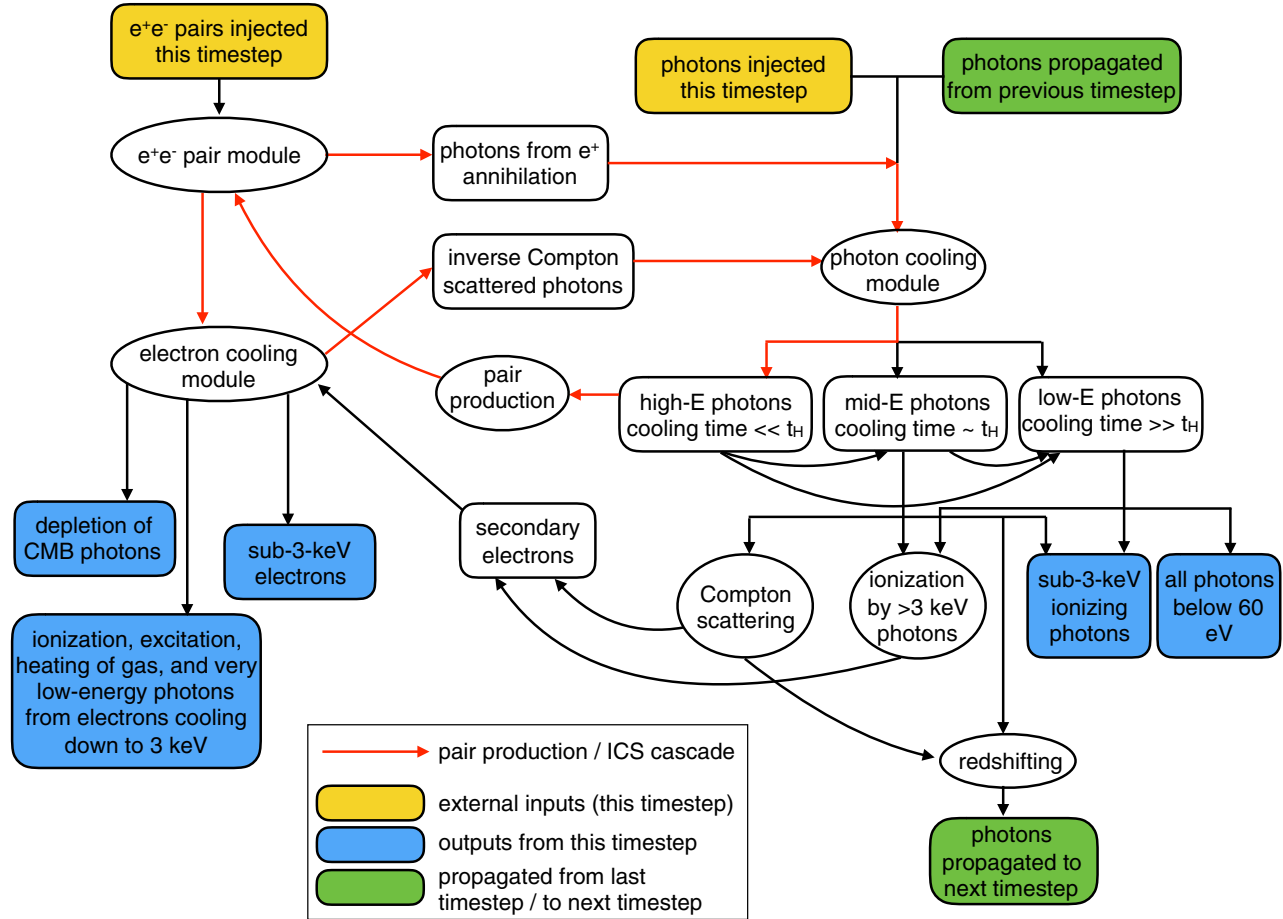 e⁺e⁻ pairs injected
this timestep
photons injected
this timestep
photons propagated
from previous timestep
e⁺e⁻ pair module
photons from e⁺
annihilation
inverse Compton
scattered photons
photon cooling
module
electron cooling
module
pair
production
high-E photons
cooling time << tH
mid-E photons
cooling time ~ tH
low-E photons
cooling time >> tH
depletion of
CMB photons
sub-3-keV
electrons
secondary
electrons
Compton
scattering
ionization
by >3 keV
photons
sub-3-keV
ionizing
photons
all photons
below 60
eV
ionization, excitation,
heating of gas, and very
low-energy photons
from electrons cooling
down to 3 keV
redshifting
photons
propagated to
next timestep
pair production / ICS cascade
external inputs (this timestep)
outputs from this timestep
propagated from last
timestep / to next timestep